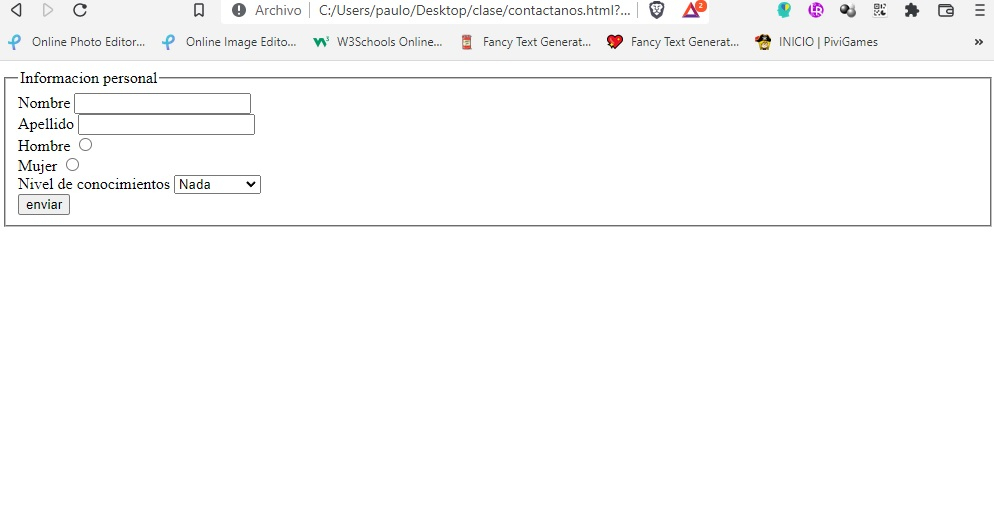 Archivo C:/Users/paulo/Desktop/clase/contactanos.html?... 2
Online Photo Editor... Online Image Edito... W3Schools Online... Fancy Text Generat... Fancy Text Generat... INICIO | PiviGames »
Informacion personal
Nombre
Apellido
Hombre
Mujer
Nivel de conocimientos Nada
enviar